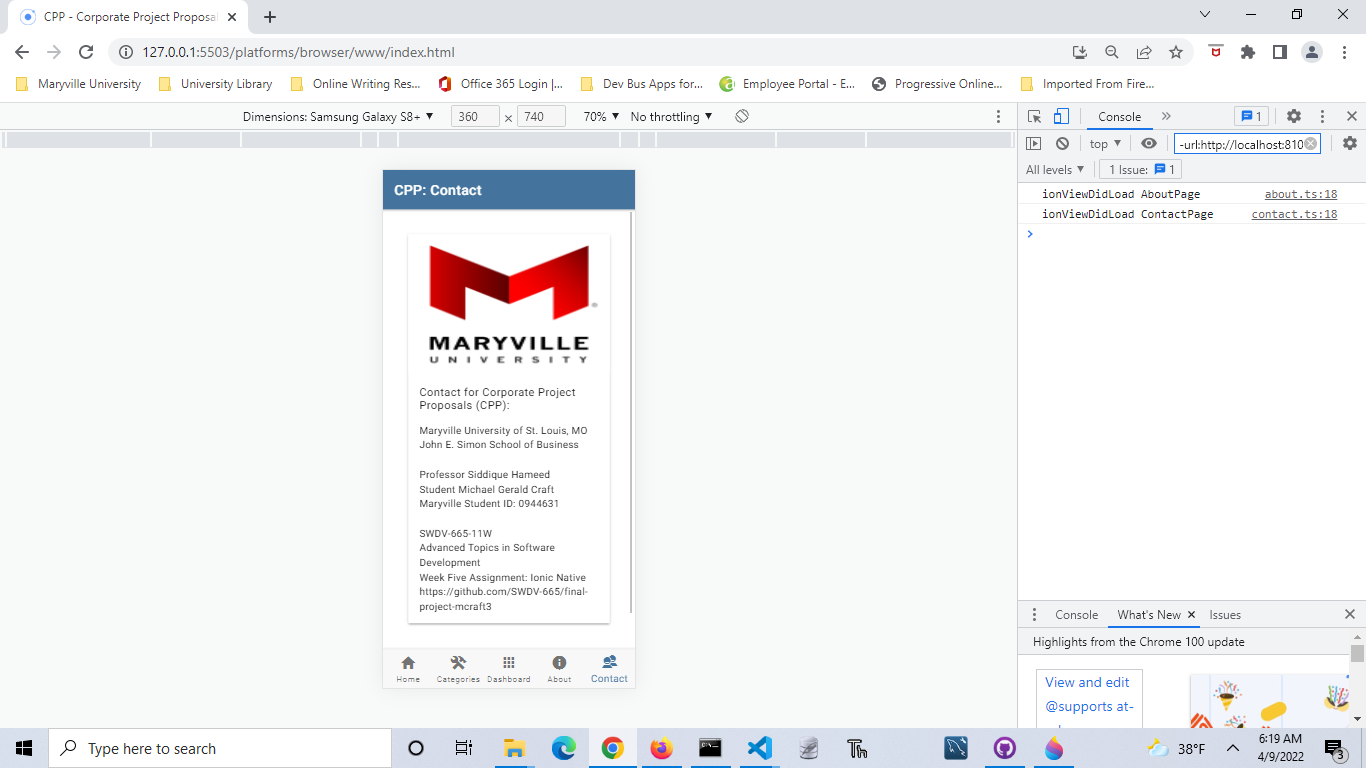 CPP - Corporate Project Proposal
127.0.0.1:5503/platforms/browser/www/index.html
Maryville University
University Library
Online Writing Res...
Office 365 Login |...
Dev Bus Apps for...
Employee Portal - E...
Progressive Online...
Imported From Fire...
Dimensions: Samsung Galaxy S8+ ▼
360 × 740
70% ▼
No throttling ▼
Console
1
top ▼
-url:http://localhost:810
All levels ▼
1 Issue: 1
ionViewDidLoad AboutPage about.ts:18
ionViewDidLoad ContactPage contact.ts:18
CPP: Contact
MARYVILLE
UNIVERSITY
Contact for Corporate Project
Proposals (CPP):
Maryville University of St. Louis, MO
John E. Simon School of Business
Professor Siddique Hameed
Student Michael Gerald Craft
Maryville Student ID: 0944631
SWDV-665-11W
Advanced Topics in Software
Development
Week Five Assignment: Ionic Native
https://github.com/SWDV-665/final-
project-mcraft3
Home
Categories
Dashboard
About
Contact
Console
What's New
Issues
Highlights from the Chrome 100 update
View and edit
@supports at-
Type here to search
38°F
6:19 AM
4/9/2022
3